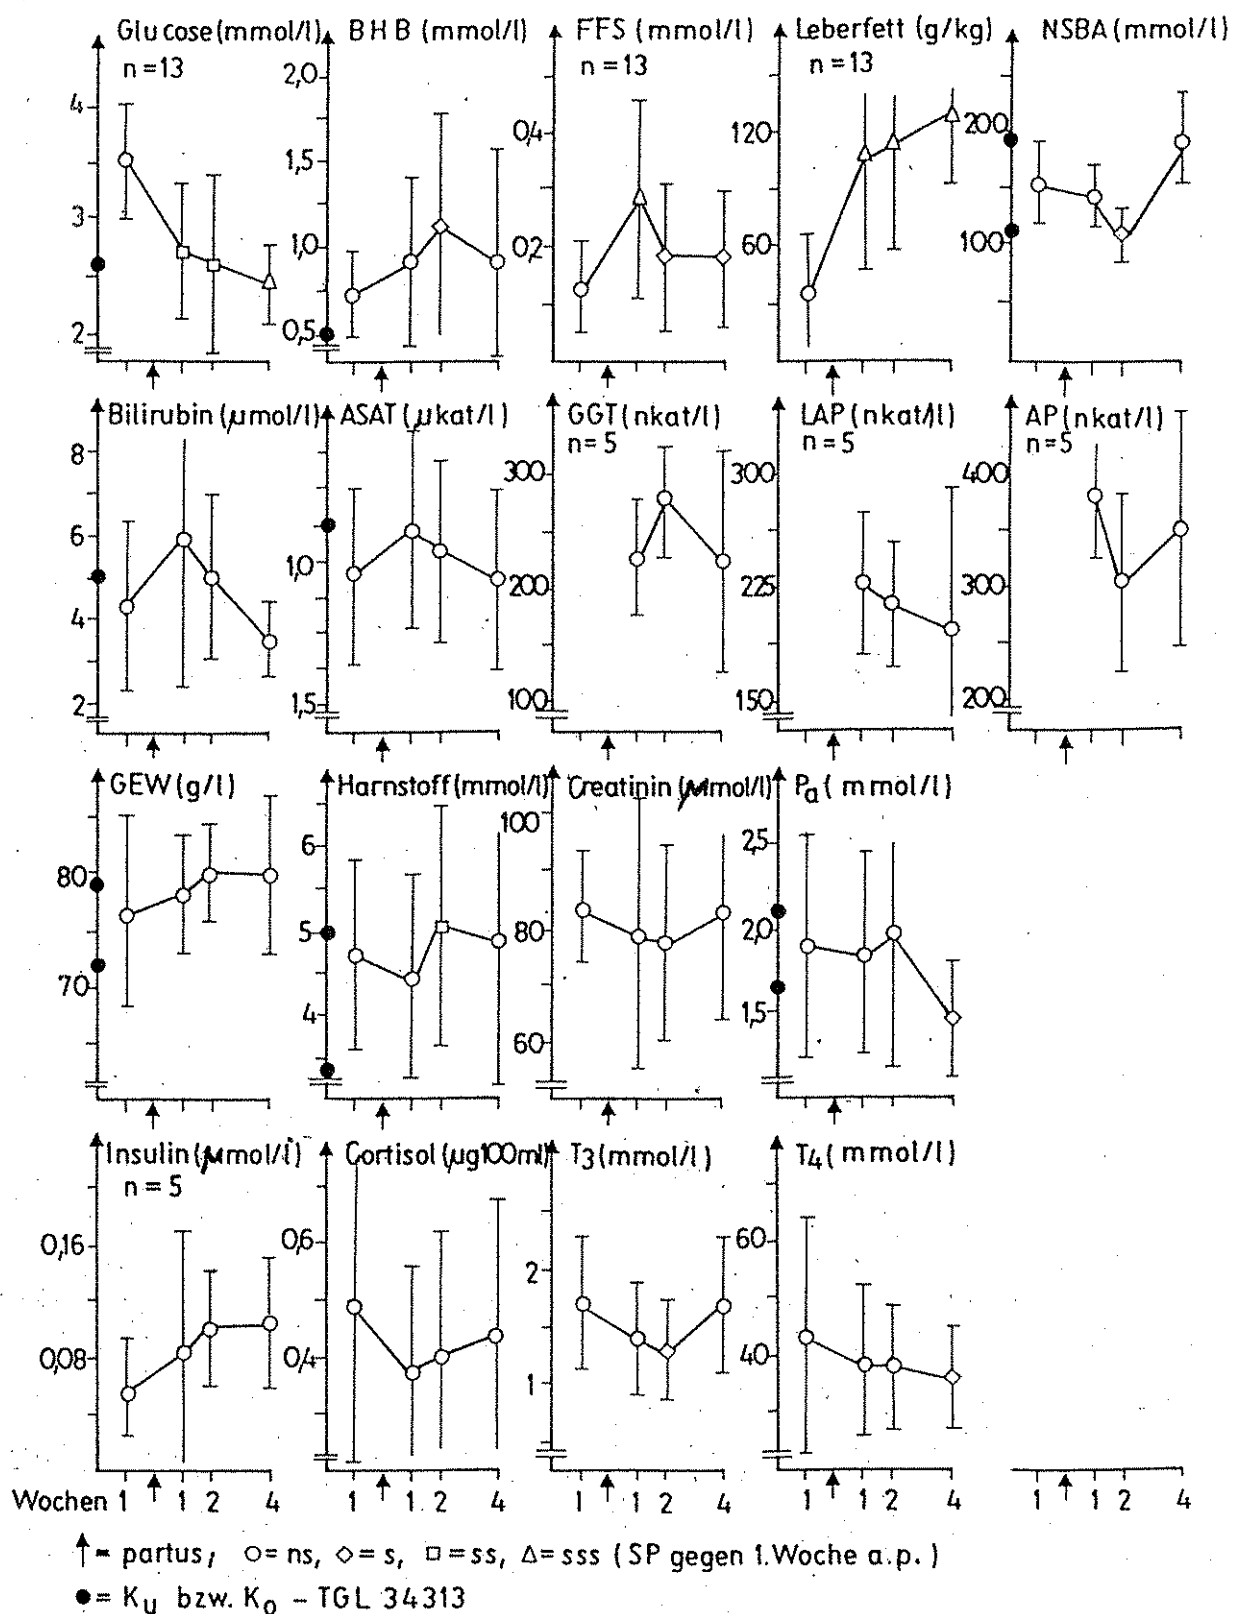 Glucose (mmol/l) BHB (mmol/l) FFS (mmol/l) Leberfett (g/kg) NSBA (mmol/l)
n=13 n=13 n=13
4 3 2
2,0 1,5 1,0 0,5
0,4 0,2
120 60
200 100
Bilirubin (µmol/l) ASAT (µkat/l) GGT (nkat/l) LAP (nkat/l) AP (nkat/l)
n=5 n=5 n=5
8 6 4 2
1,0 1,5
300 200 100
300 225 150
400 300 200
GEW (g/l) Harnstoff (mmol/l) Creatinin (µmol/l) Pa (mmol/l)
80 70
6 5 4
100 80 60
2,5 2,0 1,5
Insulin (µmol/l) Cortisol (µg100ml) T3 (mmol/l) T4 (mmol/l)
n=5
0,16 0,08
0,6 0,4
2 1
60 40
Wochen 1 ↑ 1 2 4 1 ↑ 1 2 4 1 ↑ 1 2 4 1 ↑ 1 2 4 1 ↑ 1 2 4
↑= partus, ○= ns, ◇= s, □= ss, △= sss (SP gegen 1.Woche a.p.)
●= Ku bzw. Ko - TGL 34313